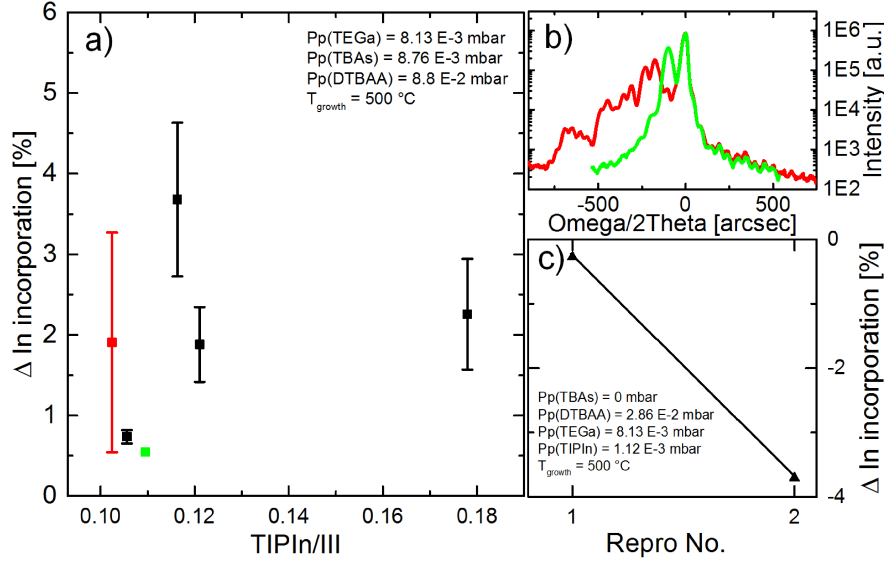 a)
Pp(TEGa) = 8.13 E-3 mbar
Pp(TBAs) = 8.76 E-3 mbar
Pp(DTBAA) = 8.8 E-2 mbar
T_growth = 500 °C
6
5
4
3
2
1
0
Δ In incorporation [%]
0.10 0.12 0.14 0.16 0.18
TIPIn/III
b)
1E6
1E5
1E4
1E3
1E2
Intensity [a.u.]
-500 0 500
Omega/2Theta [arcsec]
c)
0
-2
-4
Δ In incorporation [%]
Pp(TBAs) = 0 mbar
Pp(DTBAA) = 2.86 E-2 mbar
Pp(TEGa) = 8.13 E-3 mbar
Pp(TIPIn) = 1.12 E-3 mbar
T_growth = 500 °C
1 2
Repro No.